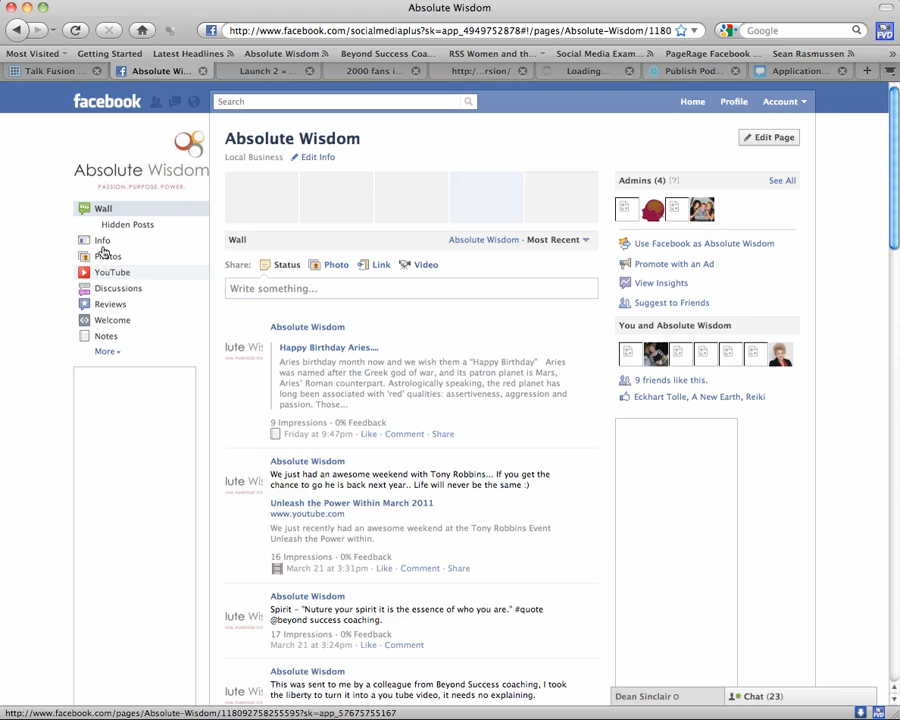 Absolute Wisdom
http://www.facebook.com/socialmediaplus?sk=app_4949752878#!/pages/Absolute-Wisdom/1180
Google
Most Visited
Getting Started
Latest Headlines
Absolute Wisdom
Beyond Success Co...
RSS Women and th...
Social Media Exam...
PageRage Facebook ...
Sean Rasmussen
Talk Fusion ...
Absolute Wi...
Launch 2 « ...
2000 fans i...
http:/...rsion/
Loading...
Publish Pod...
Application...
facebook
Search
Home
Profile
Account
Absolute Wisdom
PASSION. PURPOSE. POWER.
Wall
Hidden Posts
Info
Photos
YouTube
Discussions
Reviews
Welcome
Notes
More
Absolute Wisdom
Local Business
Edit Info
Edit Page
Wall
Absolute Wisdom · Most Recent
Share:
Status
Photo
Link
Video
Write something...
Absolute Wisdom
lute Wi
Happy Birthday Aries....
Aries birthday month now and we wish them a "Happy Birthday" Aries
was named after the Greek god of war, and its patron planet is Mars,
Aries' Roman counterpart. Astrologically speaking, the red planet has
long been associated with 'red' qualities: assertiveness, aggression and
passion. Those...
9 Impressions · 0% Feedback
Friday at 9:47pm · Like · Comment · Share
Absolute Wisdom
lute Wi
We just had an awesome weekend with Tony Robbins... If you get the
chance to go he is back next year.. Life will never be the same :)
Unleash the Power Within March 2011
www.youtube.com
We just recently had an awesome weekend at the Tony Robbins Event
Unleash the Power within.
16 Impressions · 0% Feedback
March 21 at 3:31pm · Like · Comment · Share
Absolute Wisdom
lute Wi
Spirit - "Nuture your spirit it is the essence of who you are." #quote
@beyond success coaching.
17 Impressions · 0% Feedback
March 21 at 3:24pm · Like · Comment
Absolute Wisdom
lute Wi
This was sent to me by a colleague from Beyond Success coaching, I took
the liberty to turn it into a you tube video, it needs no explaining.
Admins (4) [?]
See All
Use Facebook as Absolute Wisdom
Promote with an Ad
View Insights
Suggest to Friends
You and Absolute Wisdom
9 friends like this.
Eckhart Tolle, A New Earth, Reiki
Dean Sinclair
Chat (23)
http://www.facebook.com/pages/Absolute-Wisdom/118092758255595?sk=app_57675755167
FVD